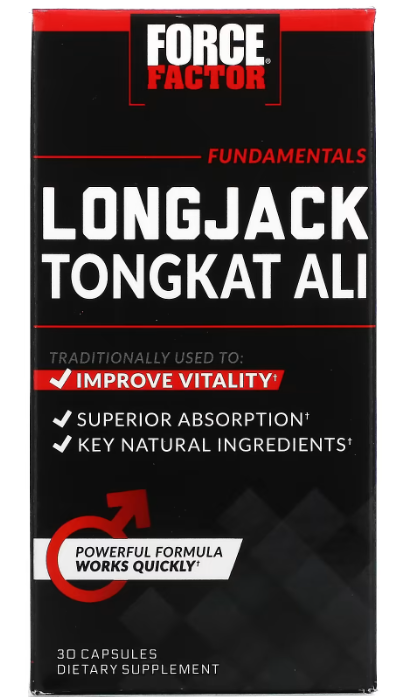 FORCE
FACTOR®
FUNDAMENTALS
LONGJACK
TONGKAT ALI
TRADITIONALLY USED TO:
IMPROVE VITALITY†
SUPERIOR ABSORPTION†
KEY NATURAL INGREDIENTS†
POWERFUL FORMULA
WORKS QUICKLY†
30 CAPSULES
DIETARY SUPPLEMENT